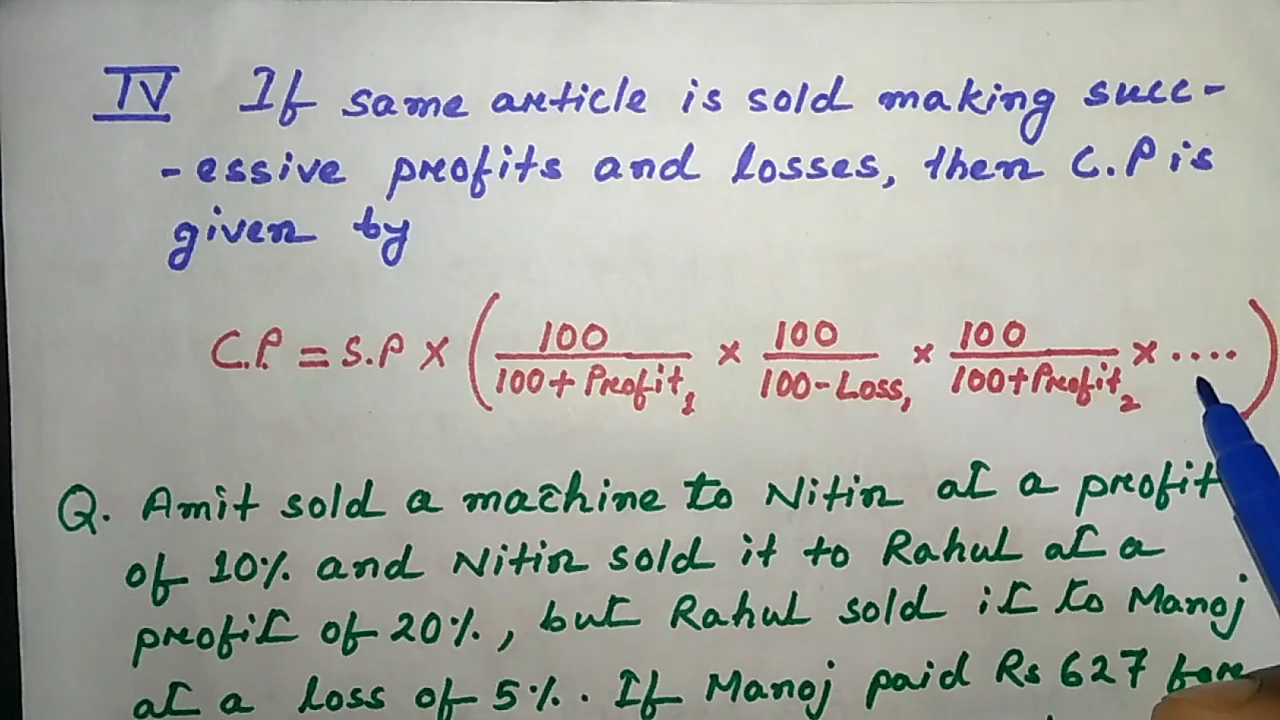 IV If same article is sold making succ-
-essive profits and losses, then C.P is
given by
C.P = S.P × ( 100 / 100 + Profit₁ × 100 / 100 - Loss₁ × 100 / 100 + Profit₂ × .... )
Q. Amit sold a machine to Nitin at a profit
of 10% and Nitin sold it to Rahul at a
profit of 20%, but Rahul sold it to Manoj
at a loss of 5%. If Manoj paid Rs 627 for